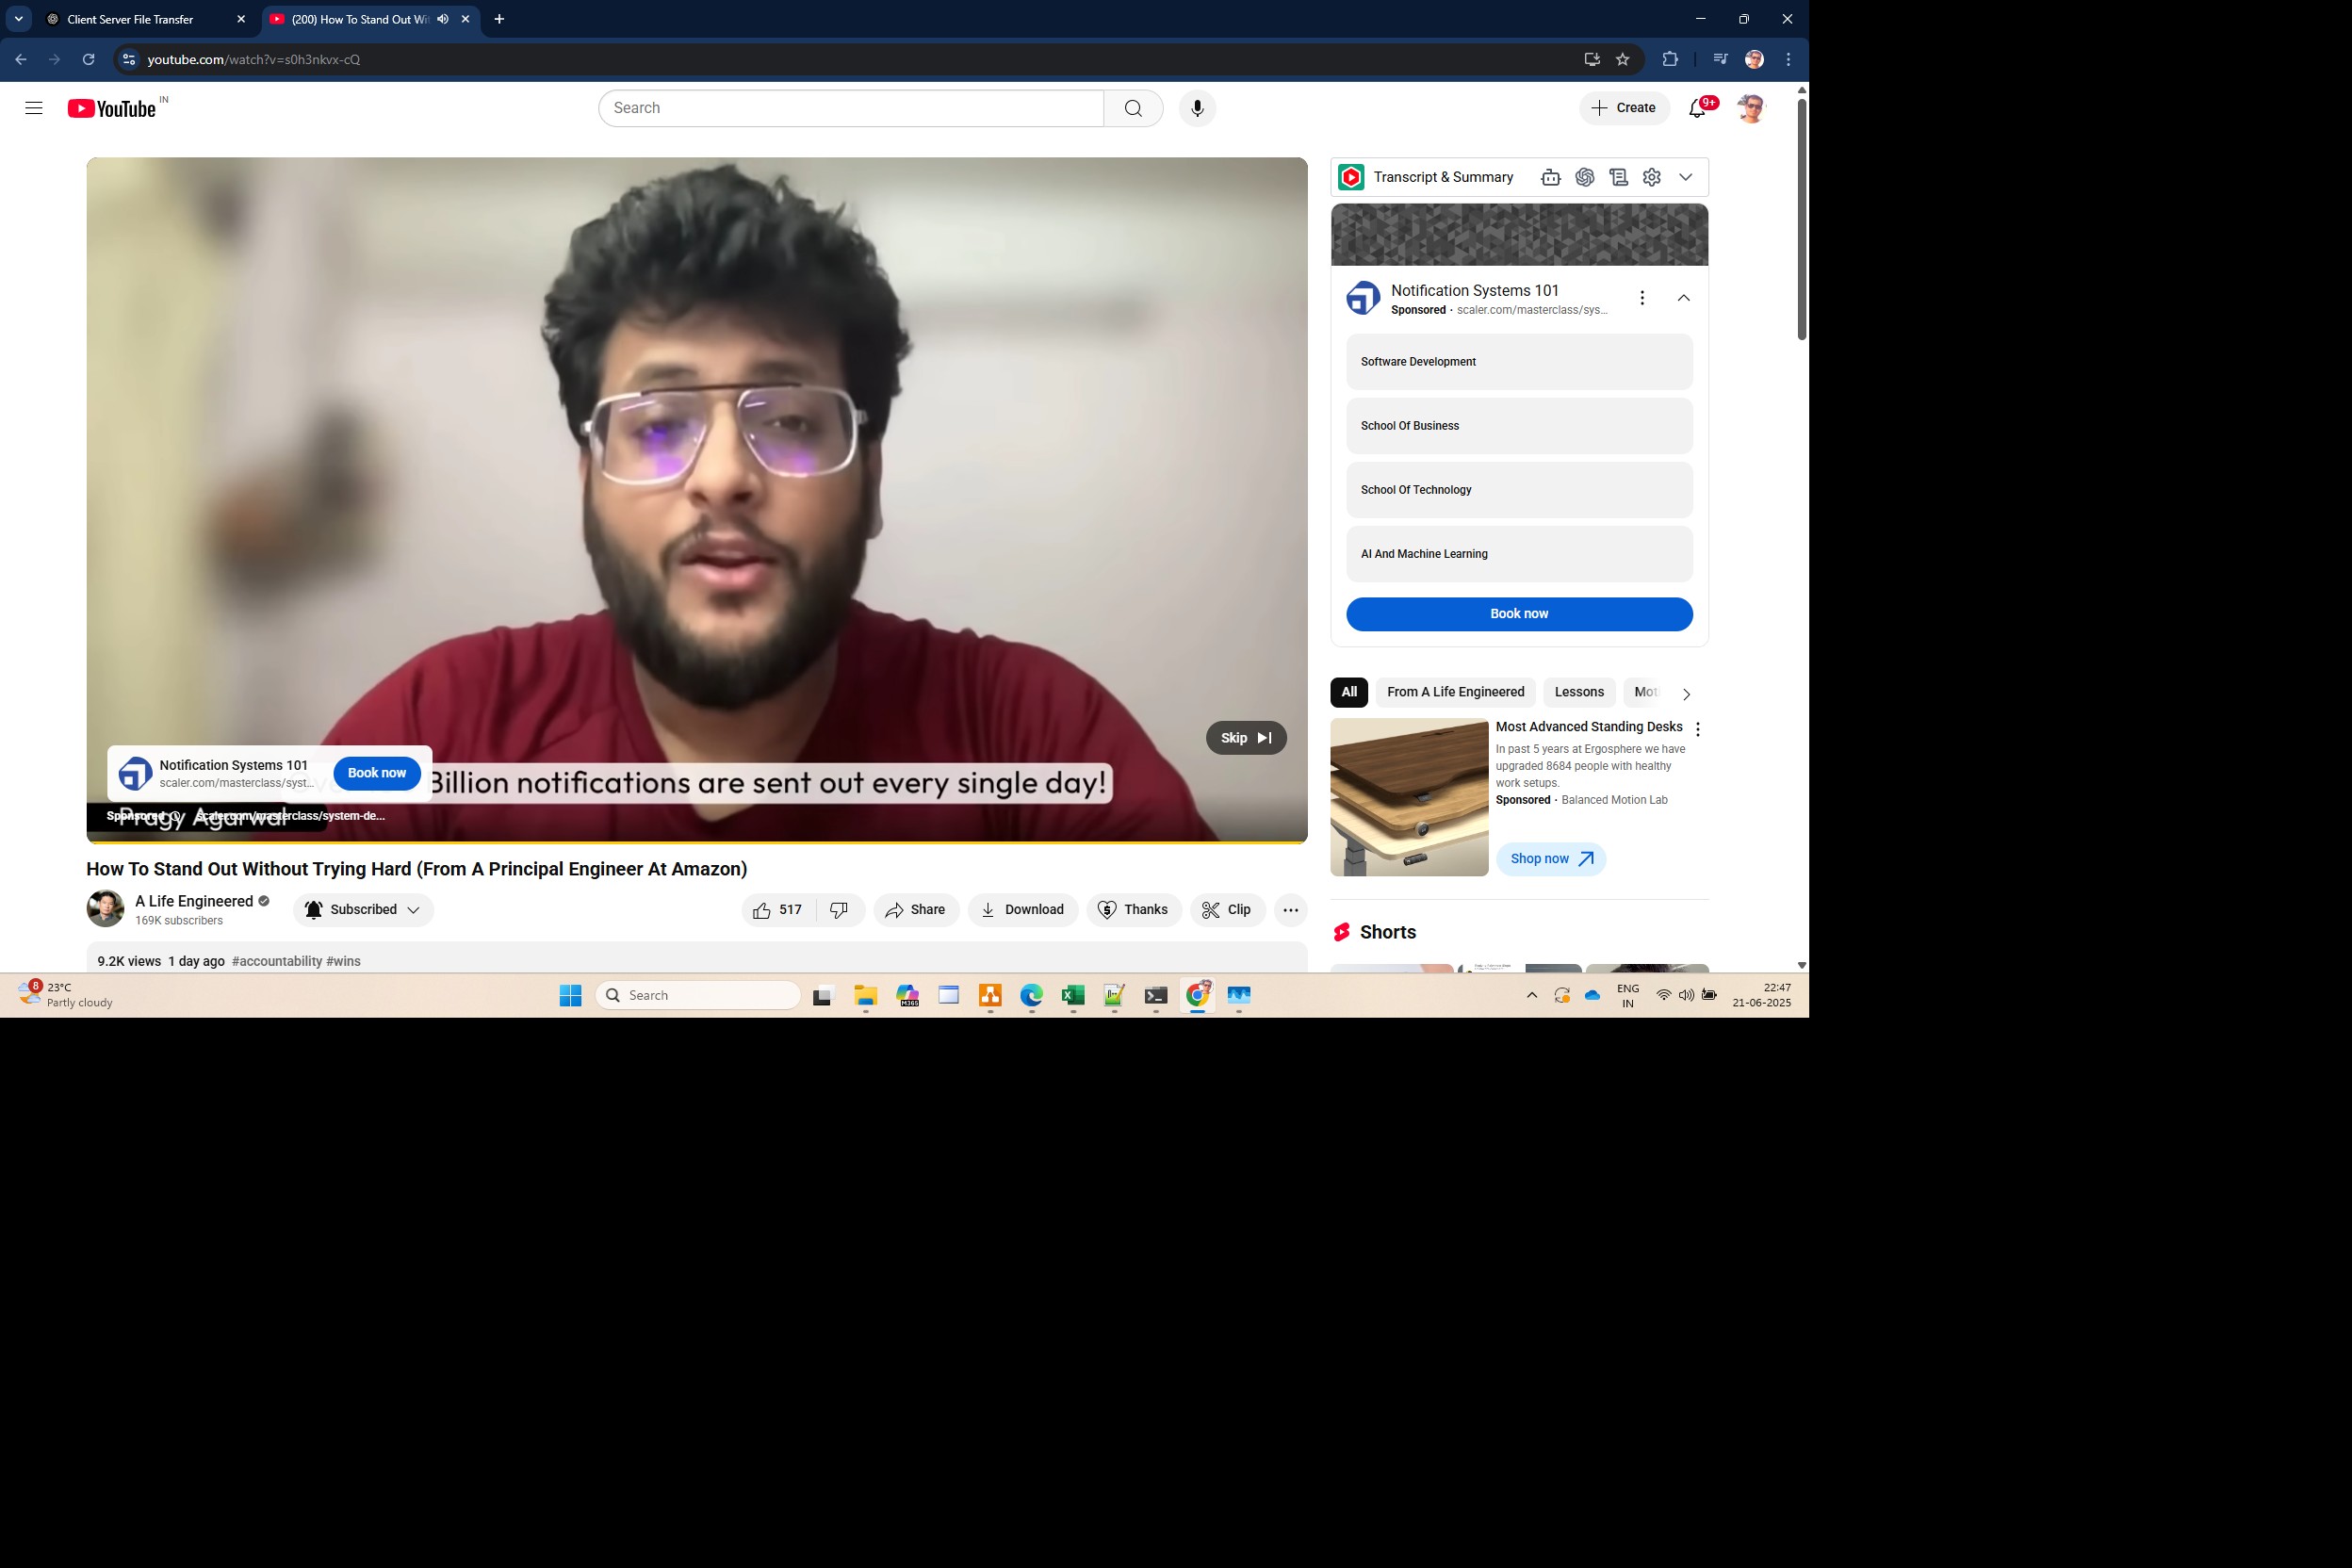 Client Server File Transfer
(200) How To Stand Out Wi
youtube.com/watch?v=s0h3nkvx-cQ
YouTube IN
Search
Create
9+
Transcript & Summary
Notification Systems 101
Sponsored · scaler.com/masterclass/sys...
Software Development
School Of Business
School Of Technology
AI And Machine Learning
Book now
Skip
Notification Systems 101
scaler.com/masterclass/syst...
Book now
Billion notifications are sent out every single day!
Pragy Agarwal
Sponsored scaler.com/masterclass/system-de...
All
From A Life Engineered
Lessons
Mot
Most Advanced Standing Desks
In past 5 years at Ergosphere we have
upgraded 8684 people with healthy
work setups.
Sponsored · Balanced Motion Lab
Shop now
How To Stand Out Without Trying Hard (From A Principal Engineer At Amazon)
A Life Engineered
169K subscribers
Subscribed
517
Share
Download
Thanks
Clip
Shorts
9.2K views 1 day ago #accountability #wins
8
23°C
Partly cloudy
Search
M365
ENG
IN
22:47
21-06-2025